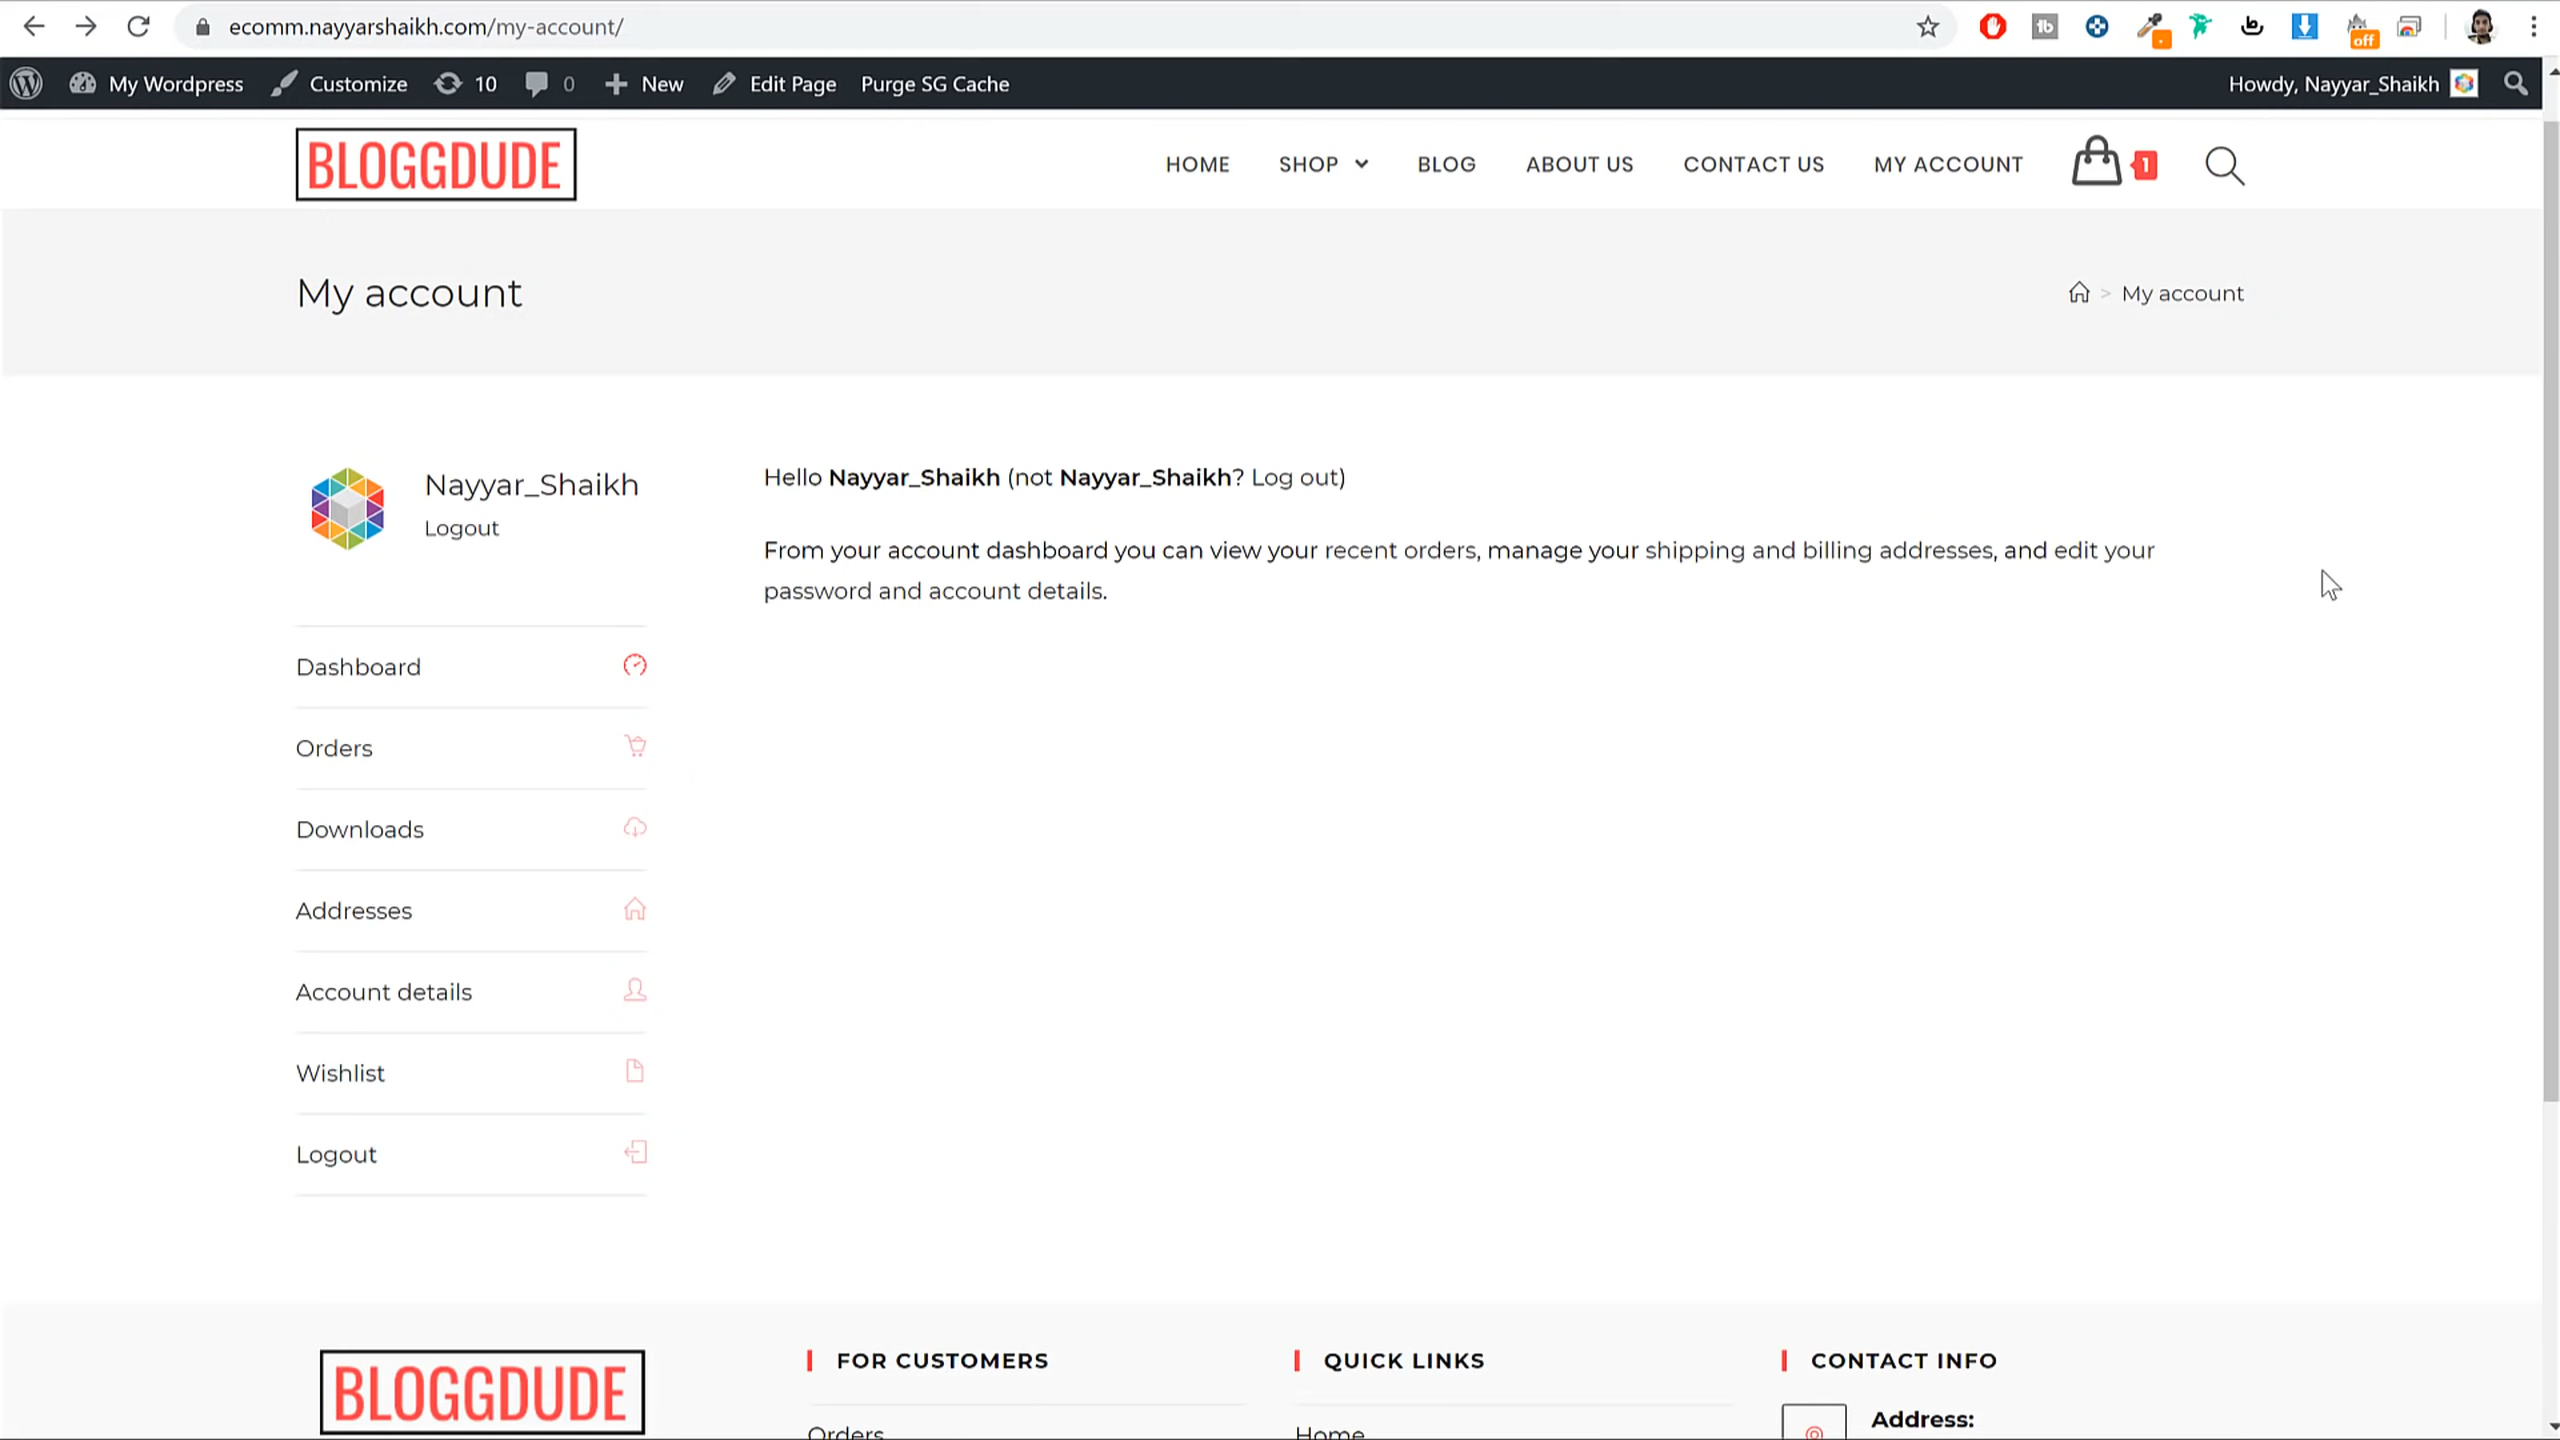 ecomm.nayyarshaikh.com/my-account/
off
My Wordpress Customize 10 0 New Edit Page Purge SG Cache Howdy, Nayyar_Shaikh
BLOGGDUDE
HOME SHOP BLOG ABOUT US CONTACT US MY ACCOUNT 1
My account
> My account
Nayyar_Shaikh
Logout
Hello Nayyar_Shaikh (not Nayyar_Shaikh? Log out)
From your account dashboard you can view your recent orders, manage your shipping and billing addresses, and edit your
password and account details.
Dashboard
Orders
Downloads
Addresses
Account details
Wishlist
Logout
BLOGGDUDE
FOR CUSTOMERS
Orders
QUICK LINKS
Home
CONTACT INFO
Address: